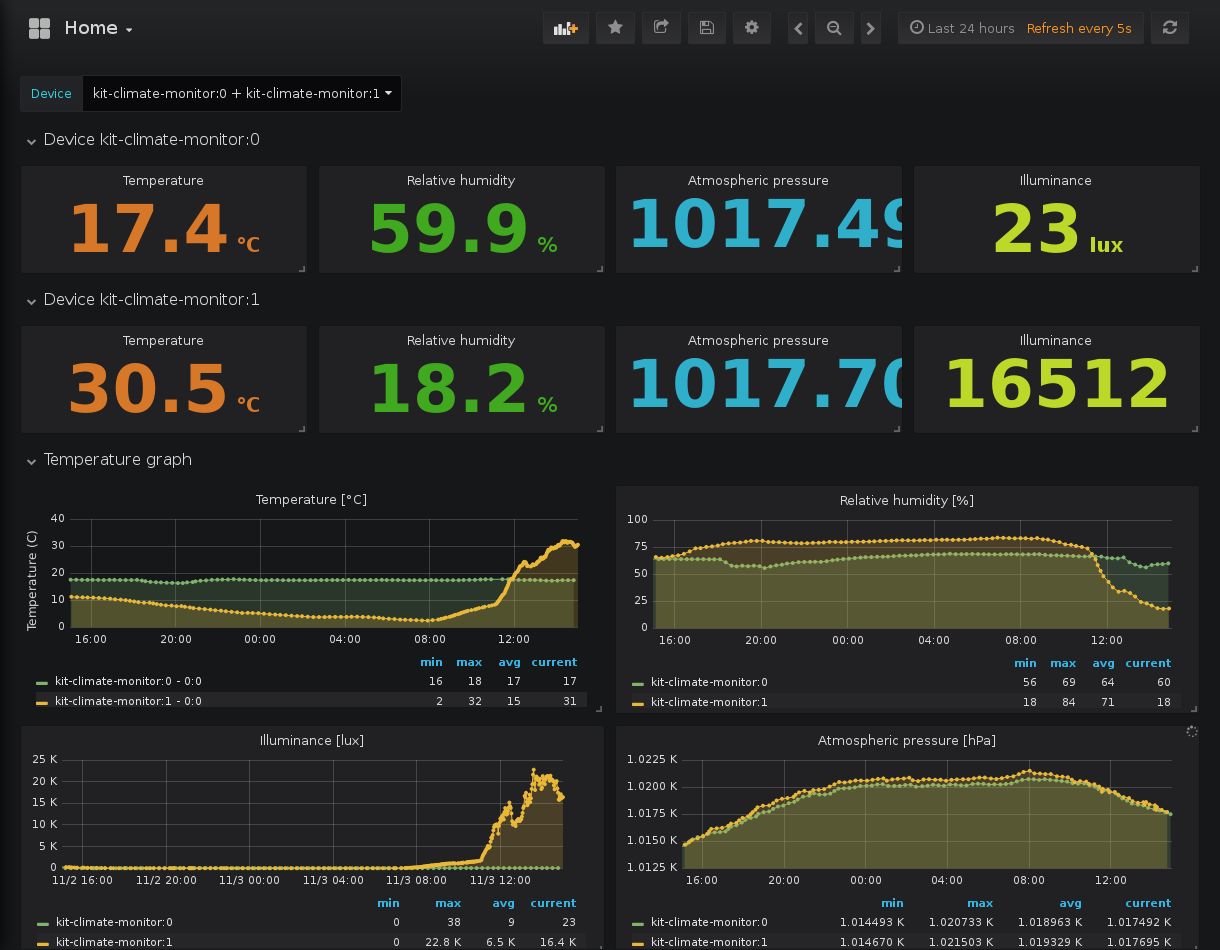 Home
Last 24 hours Refresh every 5s
Device kit-climate-monitor:0 + kit-climate-monitor:1
Device kit-climate-monitor:0
Temperature Relative humidity Atmospheric pressure Illuminance
17.4 °C 59.9 % 1017.49 23 lux
Device kit-climate-monitor:1
Temperature Relative humidity Atmospheric pressure Illuminance
30.5 °C 18.2 % 1017.70 16512
Temperature graph
Temperature [°C]
Temperature (C)
40
30
20
10
0
16:00 20:00 00:00 04:00 08:00 12:00
min max avg current
kit-climate-monitor:0 - 0:0 16 18 17 17
kit-climate-monitor:1 - 0:0 2 32 15 31
Relative humidity [%]
100
75
50
25
0
16:00 20:00 00:00 04:00 08:00 12:00
min max avg current
kit-climate-monitor:0 56 69 64 60
kit-climate-monitor:1 18 84 71 18
Illuminance [lux]
25 K
20 K
15 K
10 K
5 K
0
11/2 16:00 11/2 20:00 11/3 00:00 11/3 04:00 11/3 08:00 11/3 12:00
min max avg current
kit-climate-monitor:0 0 38 9 23
kit-climate-monitor:1 0 22.8 K 6.5 K 16.4 K
Atmospheric pressure [hPa]
1.0225 K
1.0200 K
1.0175 K
1.0150 K
1.0125 K
16:00 20:00 00:00 04:00 08:00 12:00
min max avg current
kit-climate-monitor:0 1.014493 K 1.020733 K 1.018963 K 1.017492 K
kit-climate-monitor:1 1.014670 K 1.021503 K 1.019329 K 1.017695 K